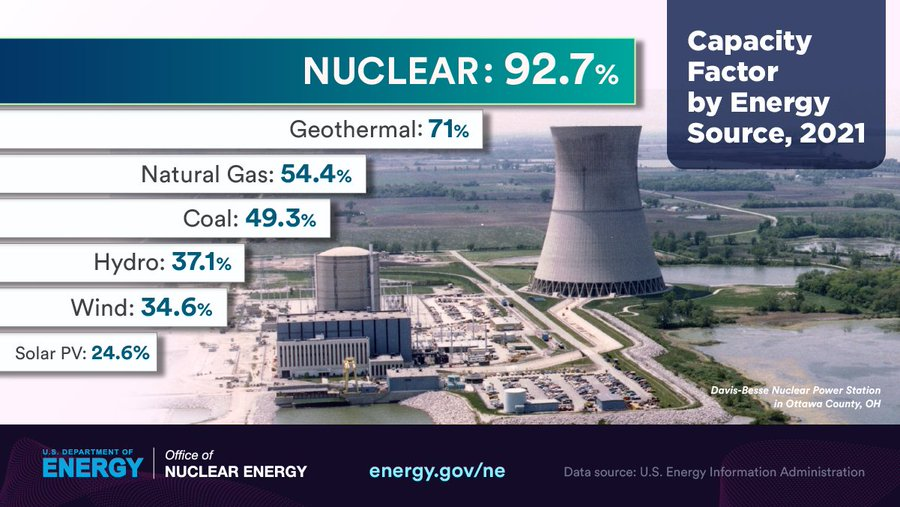 NUCLEAR: 92.7%
Geothermal: 71%
Natural Gas: 54.4%
Coal: 49.3%
Hydro: 37.1%
Wind: 34.6%
Solar PV: 24.6%
Capacity
Factor
by Energy
Source, 2021
Davis-Besse Nuclear Power Station
in Ottawa County, OH
U.S. DEPARTMENT OF
ENERGY
Office of
NUCLEAR ENERGY
energy.gov/ne
Data source: U.S. Energy Information Administration